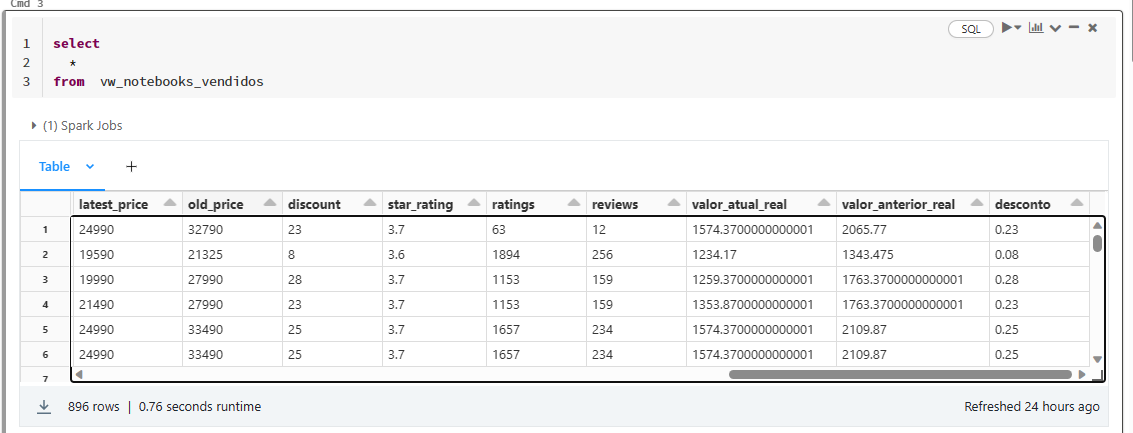 Cmd 3
SQL
1 select
2 *
3 from vw_notebooks_vendidos
(1) Spark Jobs
Table +
latest_price old_price discount star_rating ratings reviews valor_atual_real valor_anterior_real desconto
1 24990 32790 23 3.7 63 12 1574.3700000000001 2065.77 0.23
2 19590 21325 8 3.6 1894 256 1234.17 1343.475 0.08
3 19990 27990 28 3.7 1153 159 1259.3700000000001 1763.3700000000001 0.28
4 21490 27990 23 3.7 1153 159 1353.8700000000001 1763.3700000000001 0.23
5 24990 33490 25 3.7 1657 234 1574.3700000000001 2109.87 0.25
6 24990 33490 25 3.7 1657 234 1574.3700000000001 2109.87 0.25
7
896 rows | 0.76 seconds runtime
Refreshed 24 hours ago